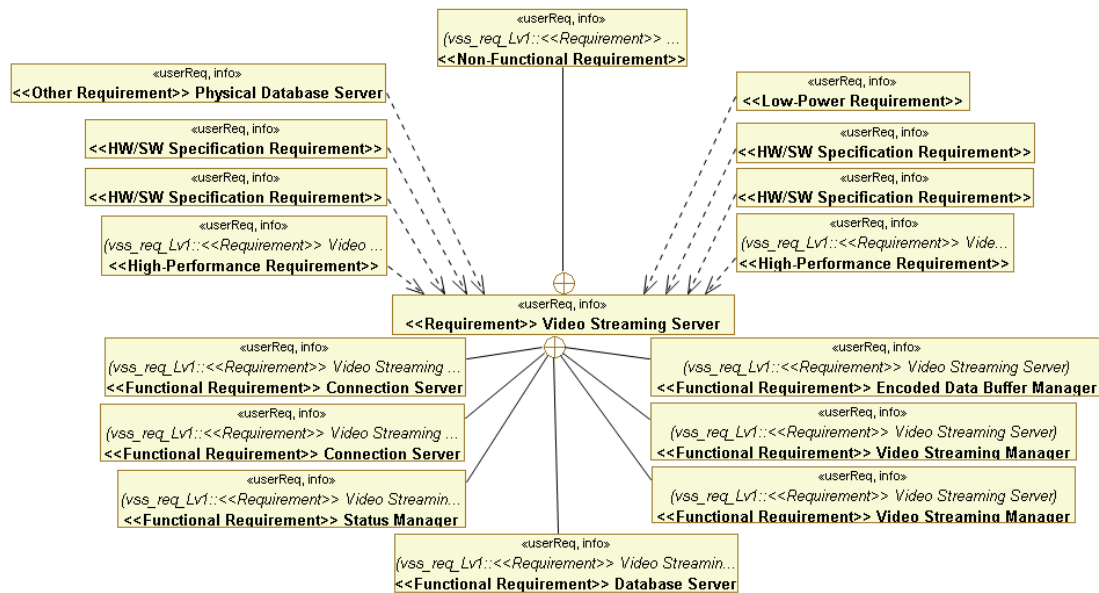 «userReq, info»
(vss_req_Lv1::<<Requirement>> ...
<<Non-Functional Requirement>>
«userReq, info»
<<Other Requirement>> Physical Database Server
«userReq, info»
<<Low-Power Requirement>>
«userReq, info»
<<HW/SW Specification Requirement>>
«userReq, info»
<<HW/SW Specification Requirement>>
«userReq, info»
<<HW/SW Specification Requirement>>
«userReq, info»
<<HW/SW Specification Requirement>>
«userReq, info»
(vss_req_Lv1::<<Requirement>> Video ...
<<High-Performance Requirement>>
«userReq, info»
(vss_req_Lv1::<<Requirement>> Vide...
<<High-Performance Requirement>>
«userReq, info»
<<Requirement>> Video Streaming Server
«userReq, info»
(vss_req_Lv1::<<Requirement>> Video Streaming ...
<<Functional Requirement>> Connection Server
«userReq, info»
(vss_req_Lv1::<<Requirement>> Video Streaming Server)
<<Functional Requirement>> Encoded Data Buffer Manager
«userReq, info»
(vss_req_Lv1::<<Requirement>> Video Streaming ...
<<Functional Requirement>> Connection Server
«userReq, info»
(vss_req_Lv1::<<Requirement>> Video Streaming Server)
<<Functional Requirement>> Video Streaming Manager
«userReq, info»
(vss_req_Lv1::<<Requirement>> Video Streamin...
<<Functional Requirement>> Status Manager
«userReq, info»
(vss_req_Lv1::<<Requirement>> Video Streaming Server)
<<Functional Requirement>> Video Streaming Manager
«userReq, info»
(vss_req_Lv1::<<Requirement>> Video Streamin...
<<Functional Requirement>> Database Server